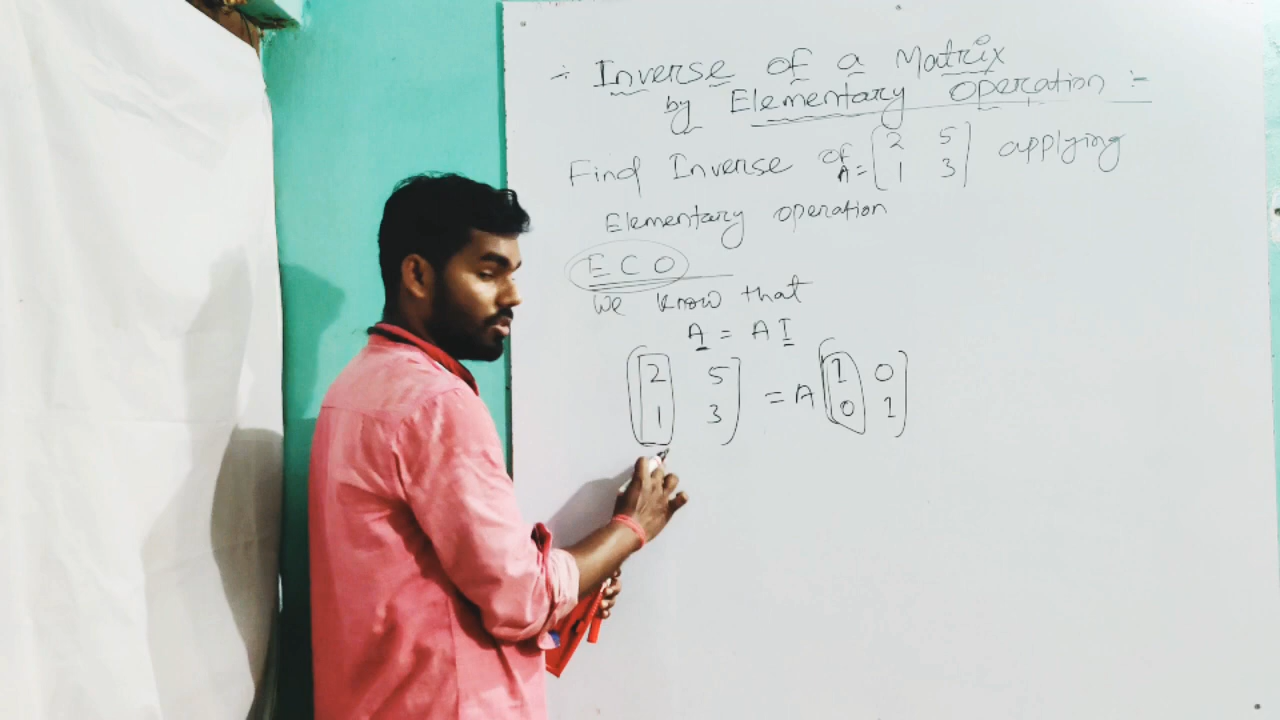 ÷ Inverse of a Matrix
by Elementary Operation :-
Find Inverse of A = [2 5
1 3] applying
Elementary operation
ECO
We know that
A = AI
[2 5
1 3] = A [1 0
0 1]